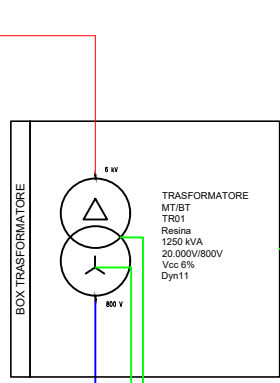 6 kV
BOX TRASFORMATORE
TRASFORMATORE
MT/BT
TR01
Resina
1250 kVA
20.000V/800V
Vcc 6%
Dyn11
800 V